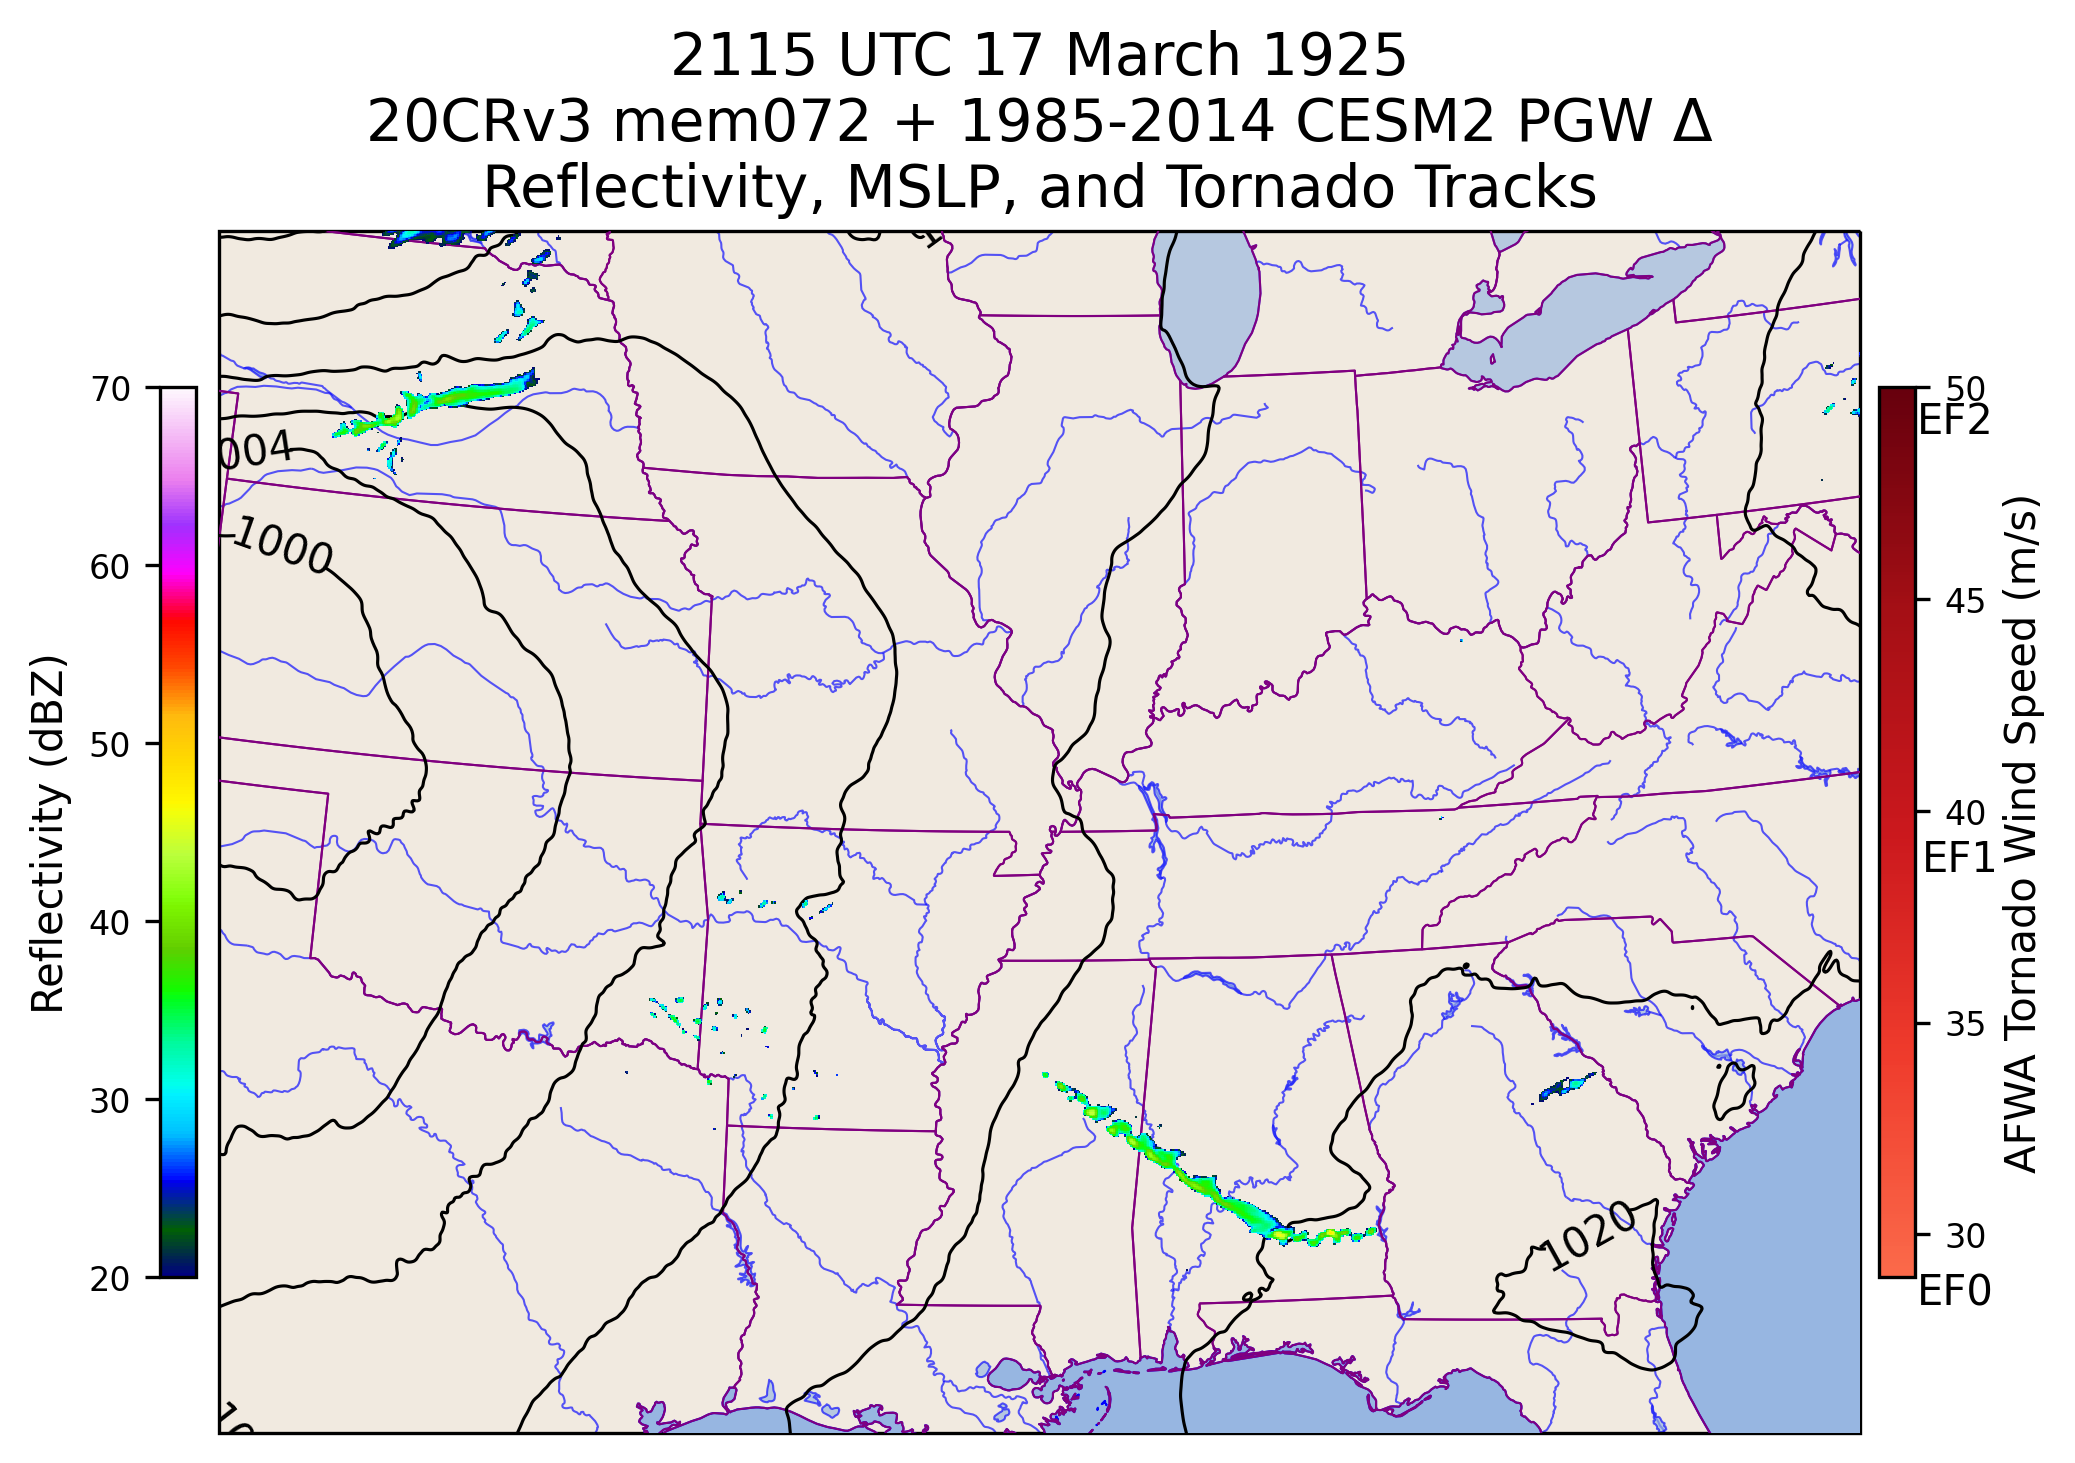 2115 UTC 17 March 1925
20CRv3 mem072 + 1985-2014 CESM2 PGW Δ
Reflectivity, MSLP, and Tornado Tracks
70
60
50
40
30
20
Reflectivity (dBZ)
004
1000
1020
50
EF2
45
40
EF1
35
30
EF0
AFWA Tornado Wind Speed (m/s)